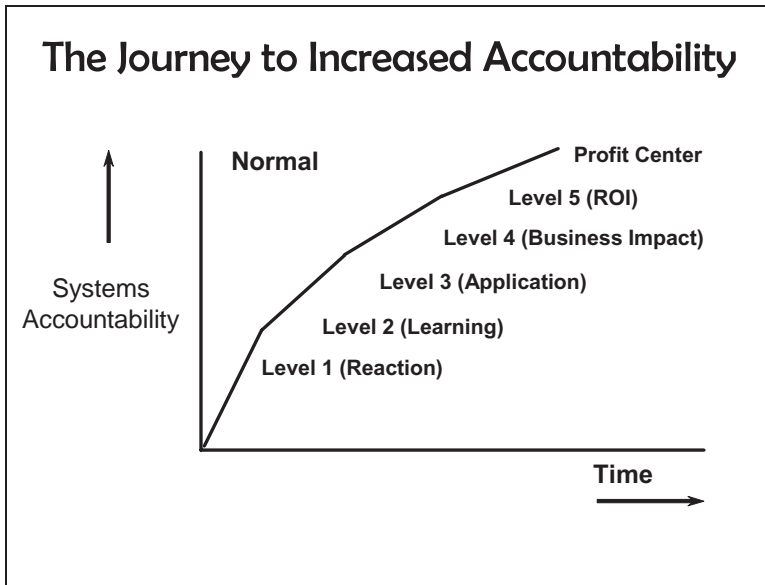 The Journey to Increased Accountability
Normal
Profit Center
Level 5 (ROI)
Level 4 (Business Impact)
Level 3 (Application)
Systems
Accountability
Level 2 (Learning)
Level 1 (Reaction)
Time